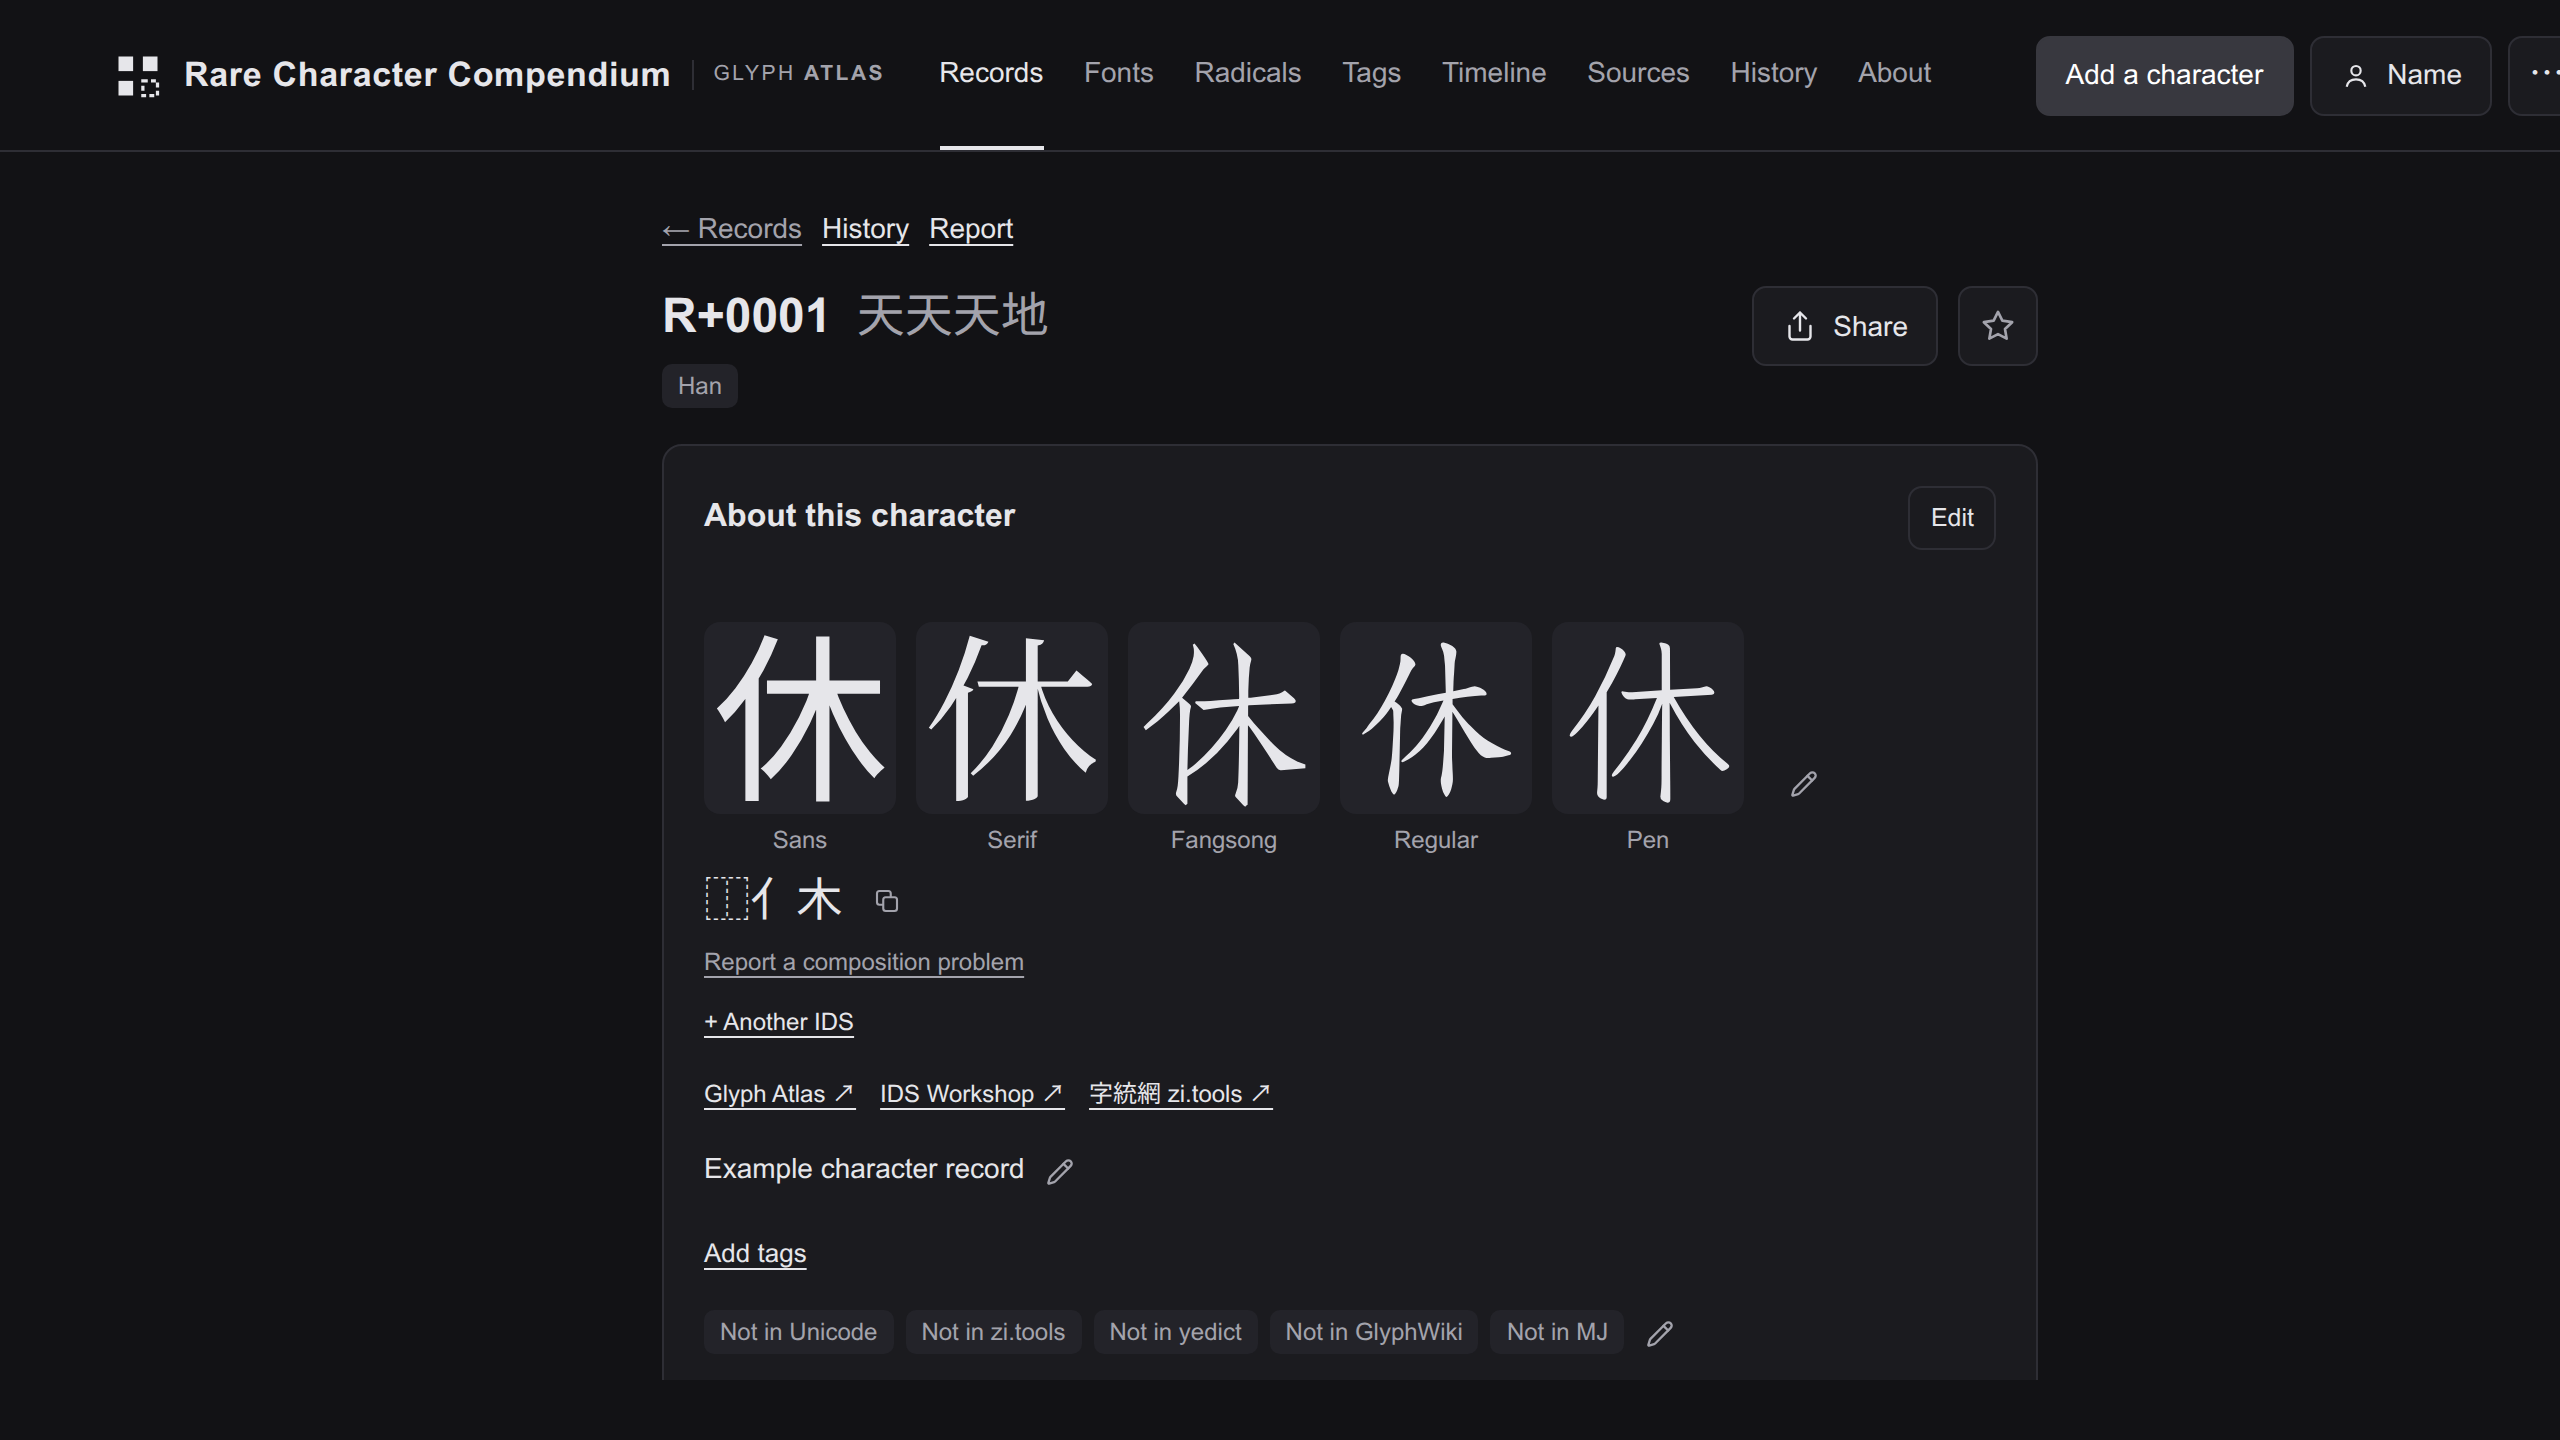 Rare Character Compendium GLYPH ATLAS Records Fonts Radicals Tags Timeline Sources History About Add a character Name ···
← Records History Report
R+0001 天天天地
Share
Han
About this character
Edit
休 休 休 休 休
Sans Serif Fangsong Regular Pen
⿰亻木
Report a composition problem
+ Another IDS
Glyph Atlas ↗ IDS Workshop ↗ 字統網 zi.tools ↗
Example character record
Add tags
Not in Unicode Not in zi.tools Not in yedict Not in GlyphWiki Not in MJ